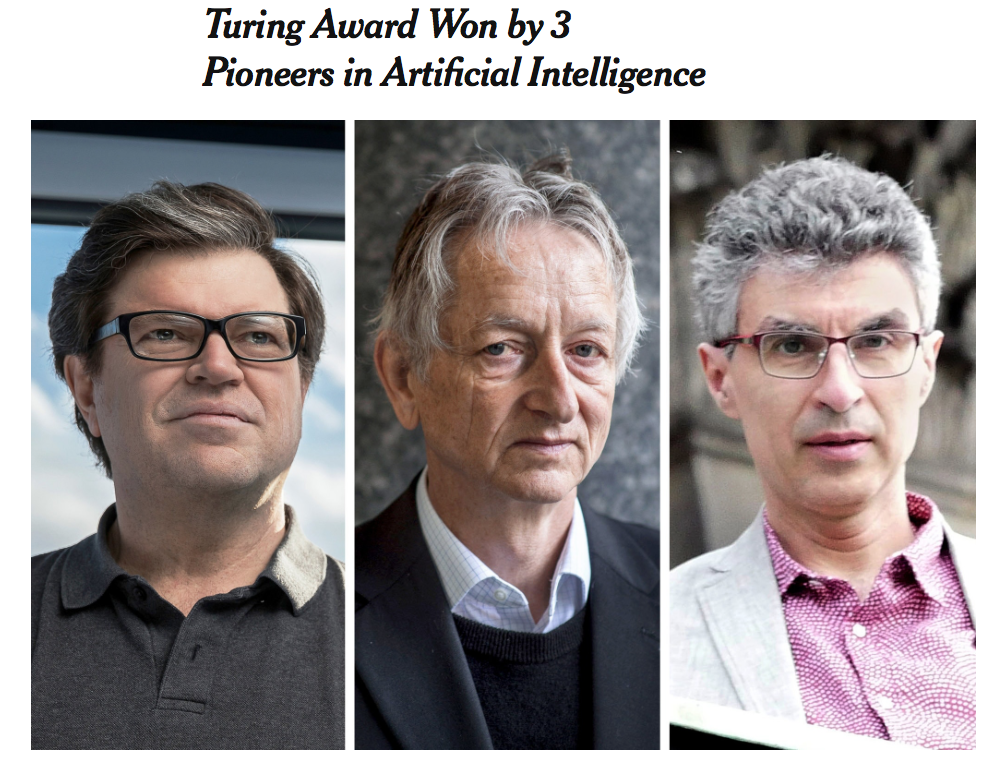 Turing Award Won by 3
Pioneers in Artificial Intelligence